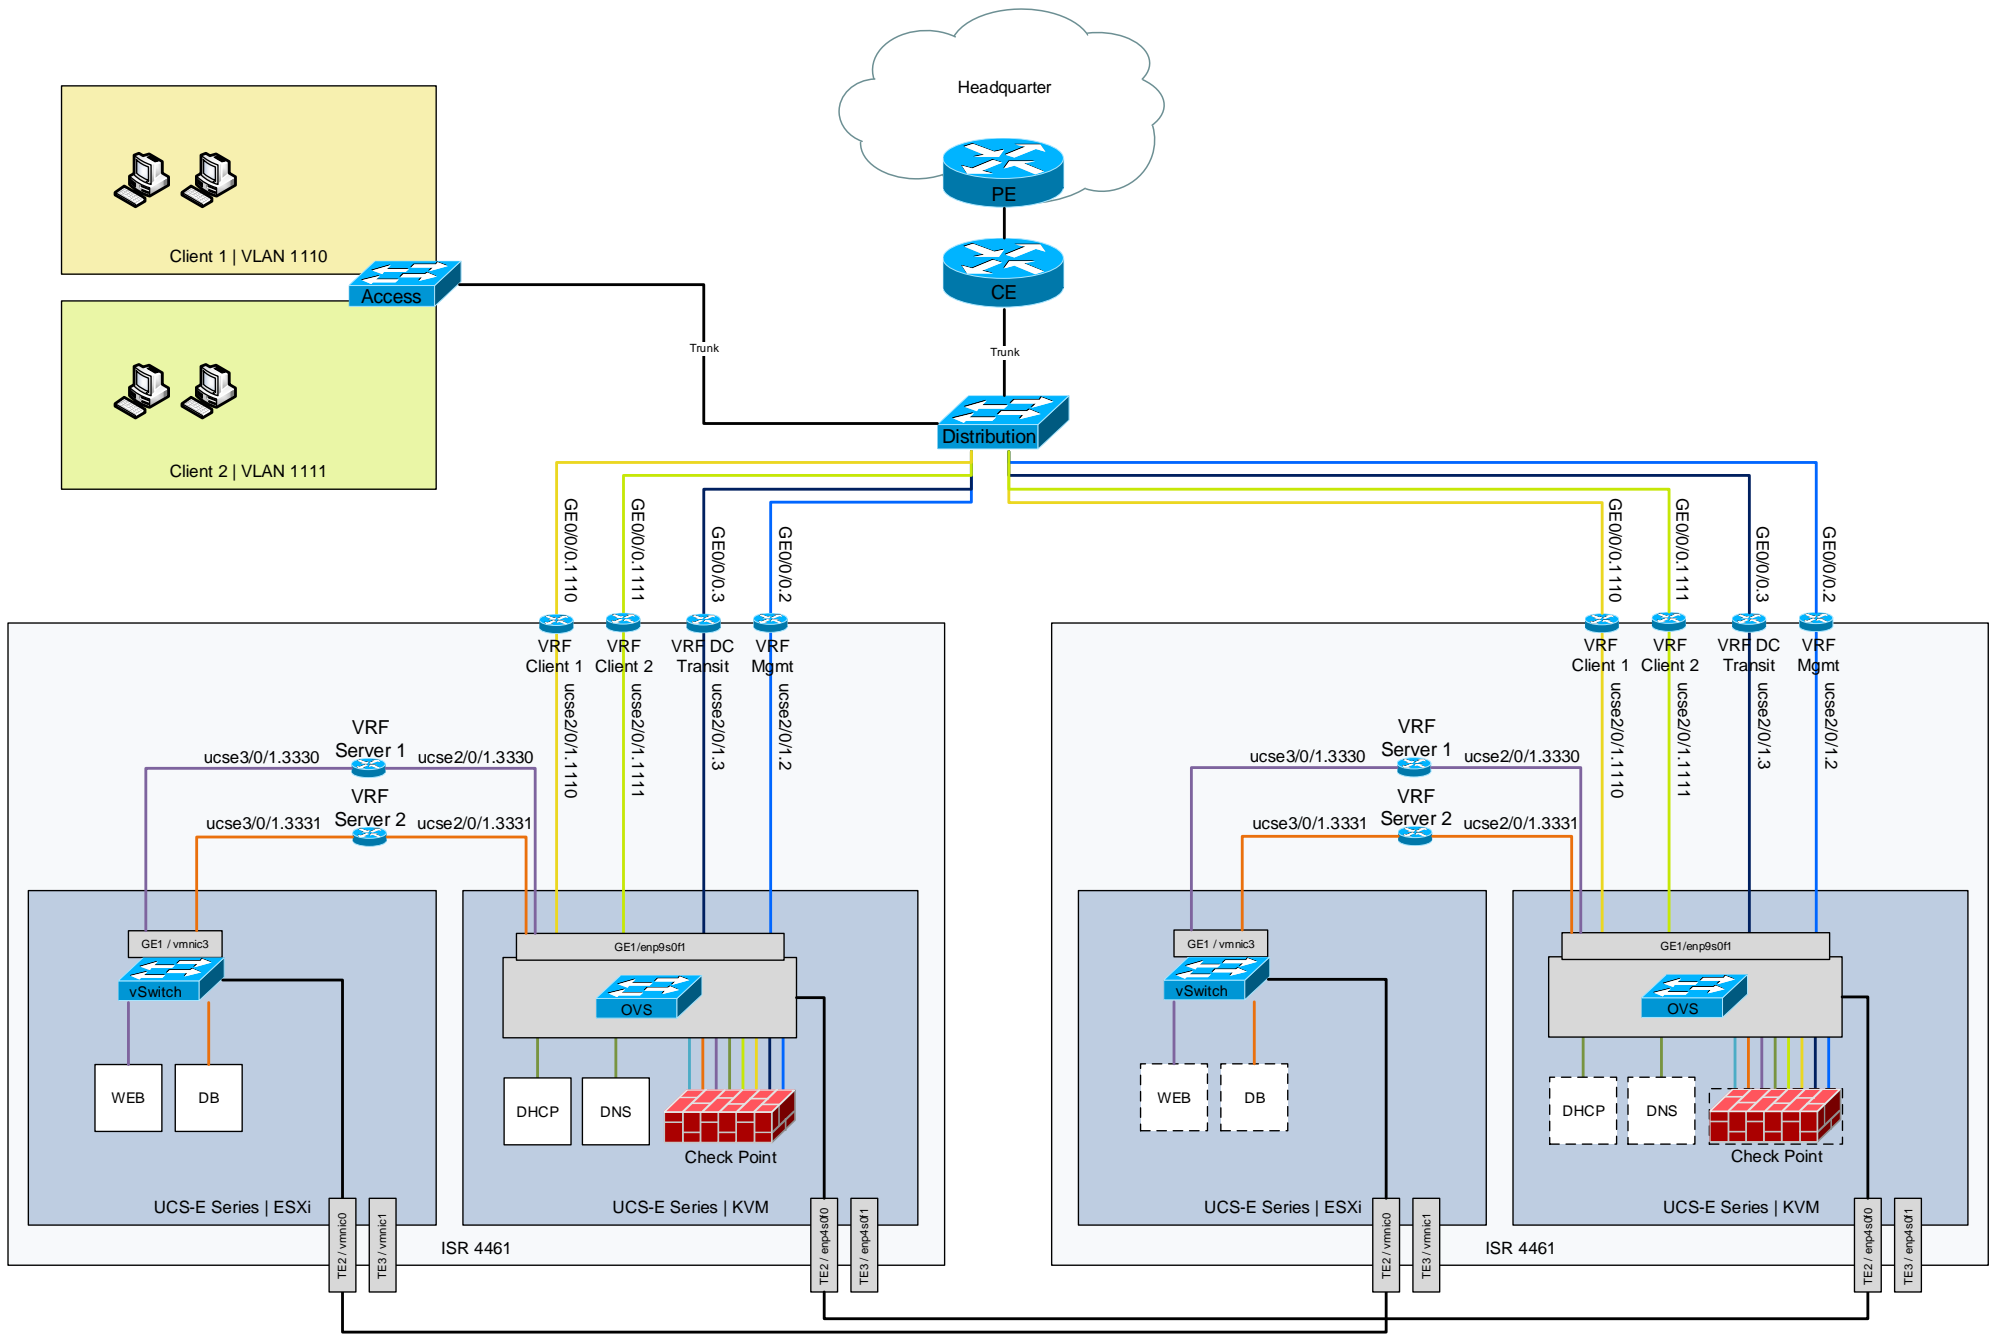 Headquarter
PE
CE
Client 1 | VLAN 1110
Access
Client 2 | VLAN 1111
Trunk
Trunk
Distribution
GE0/0/0.1110
GE0/0/0.1111
GE0/0/0.3
GE0/0/0.2
VRF
Client 1
VRF
Client 2
VRF DC
Transit
VRF
Mgmt
ucse2/0/1.1110
ucse2/0/1.1111
ucse2/0/1.3
ucse2/0/1.2
VRF
Server 1
ucse3/0/1.3330
ucse2/0/1.3330
VRF
Server 2
ucse3/0/1.3331
ucse2/0/1.3331
GE1 / vmnic3
vSwitch
WEB
DB
UCS-E Series | ESXi
TE2 / vmnic0
TE3 / vmnic1
GE1/enp9s0f1
OVS
DHCP
DNS
Check Point
UCS-E Series | KVM
TE2 / enp4s0f0
TE3 / enp4s0f1
ISR 4461
GE0/0/0.1110
GE0/0/0.1111
GE0/0/0.3
GE0/0/0.2
VRF
Client 1
VRF
Client 2
VRF DC
Transit
VRF
Mgmt
ucse2/0/1.1110
ucse2/0/1.1111
ucse2/0/1.3
ucse2/0/1.2
VRF
Server 1
ucse3/0/1.3330
ucse2/0/1.3330
VRF
Server 2
ucse3/0/1.3331
ucse2/0/1.3331
GE1 / vmnic3
vSwitch
WEB
DB
UCS-E Series | ESXi
TE2 / vmnic0
TE3 / vmnic1
GE1/enp9s0f1
OVS
DHCP
DNS
Check Point
UCS-E Series | KVM
TE2 / enp4s0f0
TE3 / enp4s0f1
ISR 4461